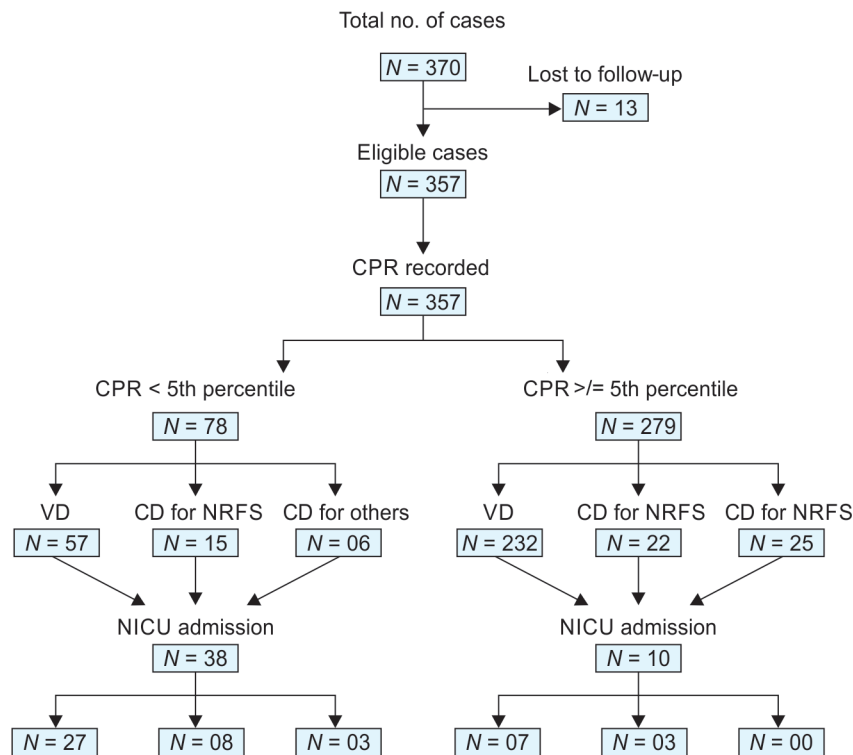 Total no. of cases
N = 370
Lost to follow-up
N = 13
Eligible cases
N = 357
CPR recorded
N = 357
CPR < 5th percentile
CPR >/= 5th percentile
N = 78
N = 279
VD
CD for NRFS
CD for others
VD
CD for NRFS
CD for NRFS
N = 57
N = 15
N = 06
N = 232
N = 22
N = 25
NICU admission
NICU admission
N = 38
N = 10
N = 27
N = 08
N = 03
N = 07
N = 03
N = 00